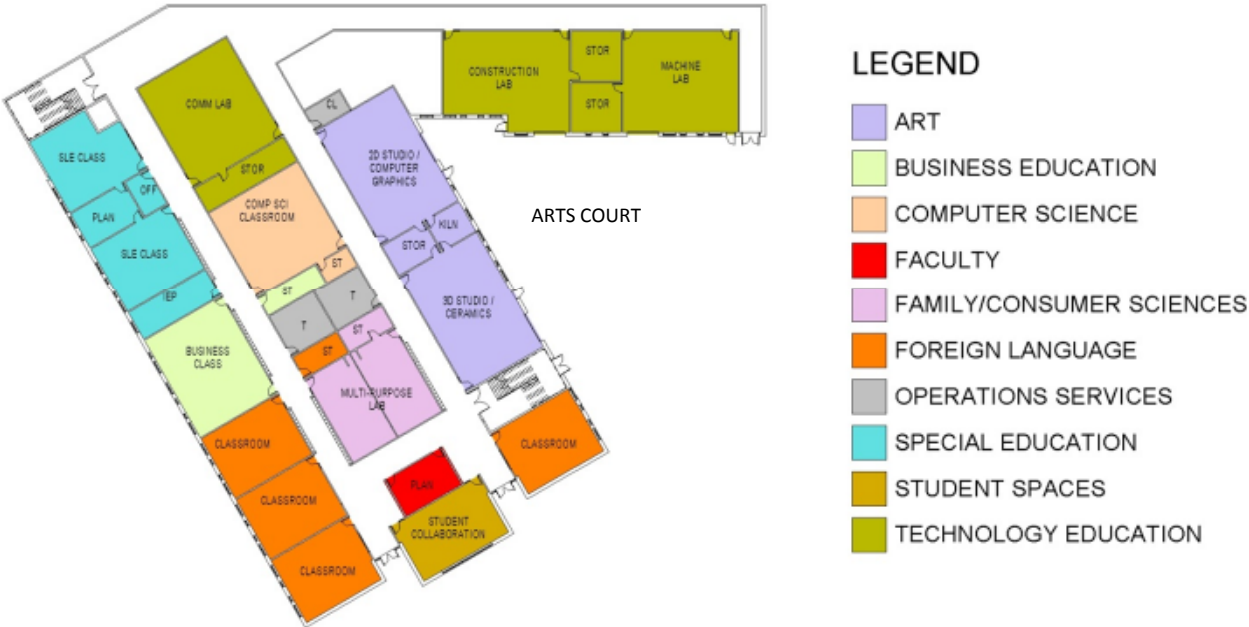 STOR
CONSTRUCTION
LAB
MACHINE
LAB
STOR
COMM LAB
CL
SLE CLASS
2D STUDIO /
COMPUTER
GRAPHICS
STOR
OFF
PLAN
COMP SCI
CLASSROOM
ARTS COURT
KILN
STOR
SLE CLASS
ST
IEP
ST
T
3D STUDIO /
CERAMICS
T
ST
ST
BUSINESS
CLASS
MULTI-PURPOSE
LAB
CLASSROOM
CLASSROOM
PLAN
CLASSROOM
STUDENT
COLLABORATION
CLASSROOM
LEGEND
ART
BUSINESS EDUCATION
COMPUTER SCIENCE
FACULTY
FAMILY/CONSUMER SCIENCES
FOREIGN LANGUAGE
OPERATIONS SERVICES
SPECIAL EDUCATION
STUDENT SPACES
TECHNOLOGY EDUCATION